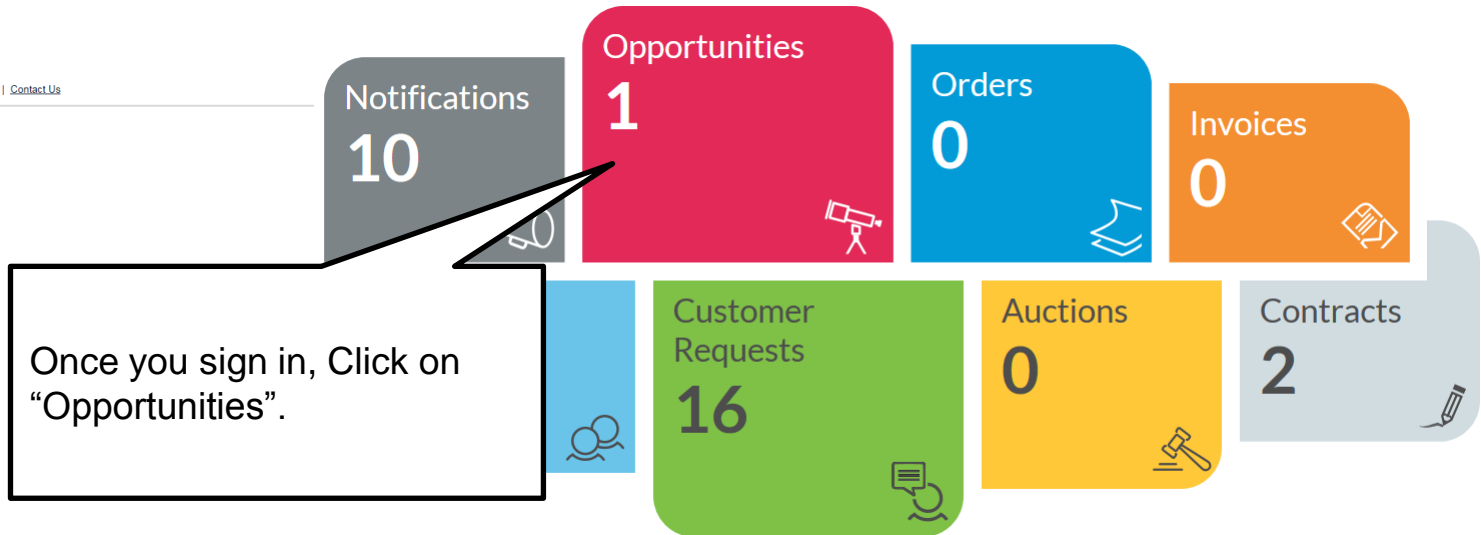 | Contact Us
Notifications
10
Opportunities
1
Orders
0
Invoices
0
Once you sign in, Click on
“Opportunities”.
Customer
Requests
16
Auctions
0
Contracts
2